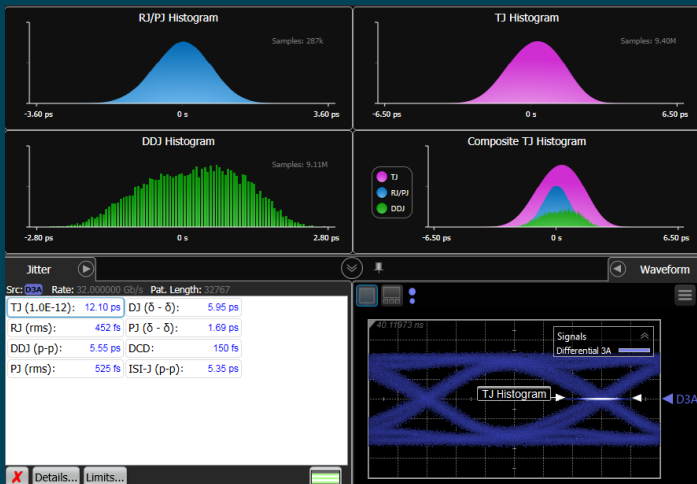 RJ/PJ Histogram
Samples: 287k
-3.60 ps 0 s 3.60 ps
TJ Histogram
Samples: 9.40M
-6.50 ps 0 s 6.50 ps
DDJ Histogram
Samples: 9.11M
-2.80 ps 0 s 2.80 ps
Composite TJ Histogram
TJ
RJ/PJ
DDJ
-6.50 ps 0 s 6.50 ps
Jitter
Waveform
Src: D3A Rate: 32.000000 Gb/s Pat. Length: 32767
TJ (1.0E-12): 12.10 ps DJ (δ - δ): 5.95 ps
RJ (rms): 452 fs PJ (δ - δ): 1.69 ps
DDJ (p-p): 5.55 ps DCD: 150 fs
PJ (rms): 525 fs ISI-J (p-p): 5.35 ps
Details... Limits...
40.11973 ns
Signals
Differential 3A
TJ Histogram
D3A